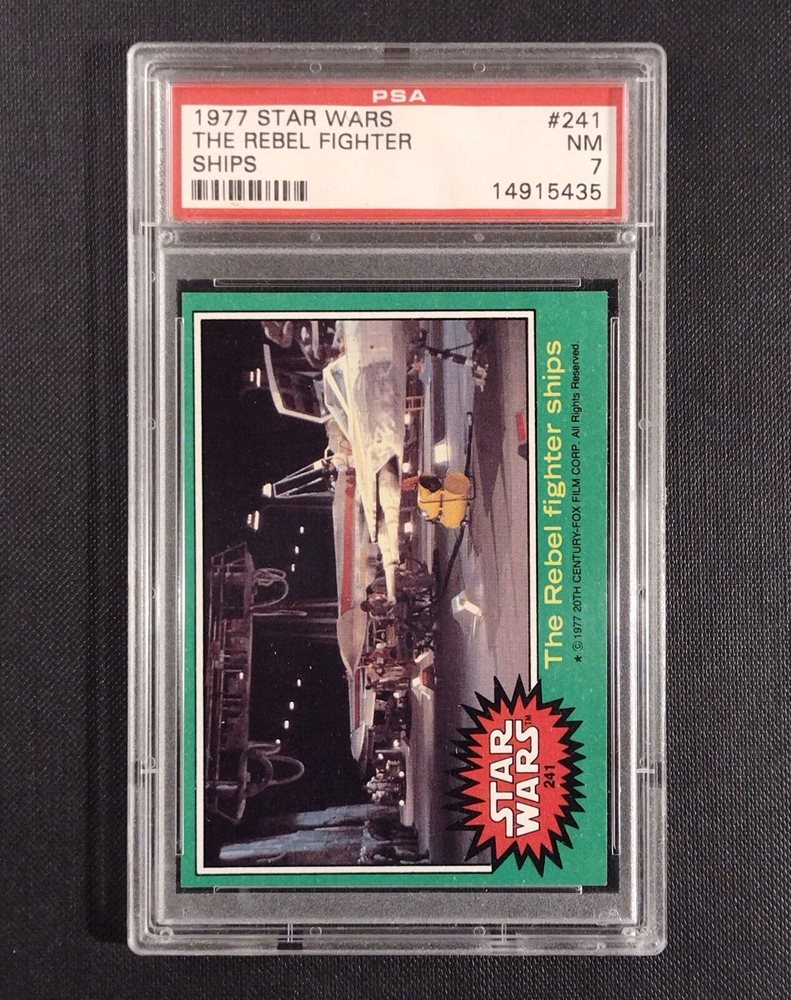 PSA
1977 STAR WARS #241
THE REBEL FIGHTER NM
SHIPS 7
14915435
The Rebel fighter ships
★ © 1977 20TH CENTURY-FOX FILM CORP. All Rights Reserved.
STAR
WARS™
241